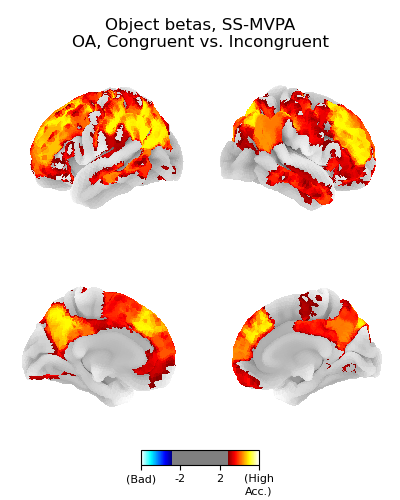 Object betas, SS-MVPA
OA, Congruent vs. Incongruent
(Bad) -2 2 (High
Acc.)